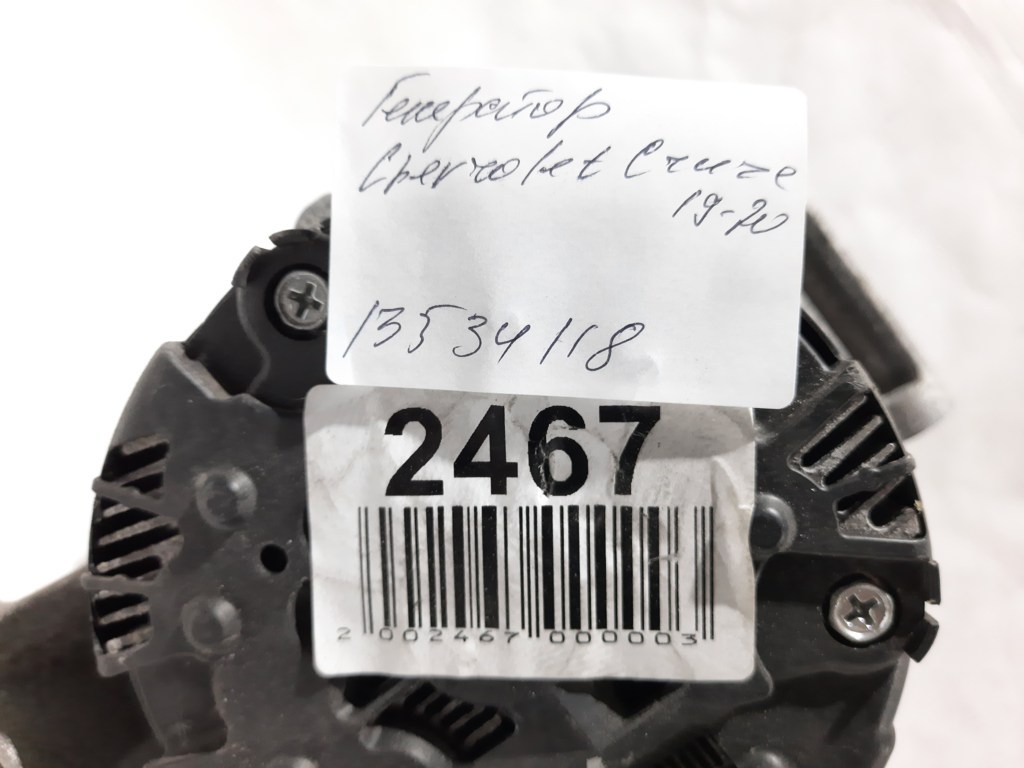 Генератор
Chevrolet Cruze
19-20
13534118
2467
2 002467 000003